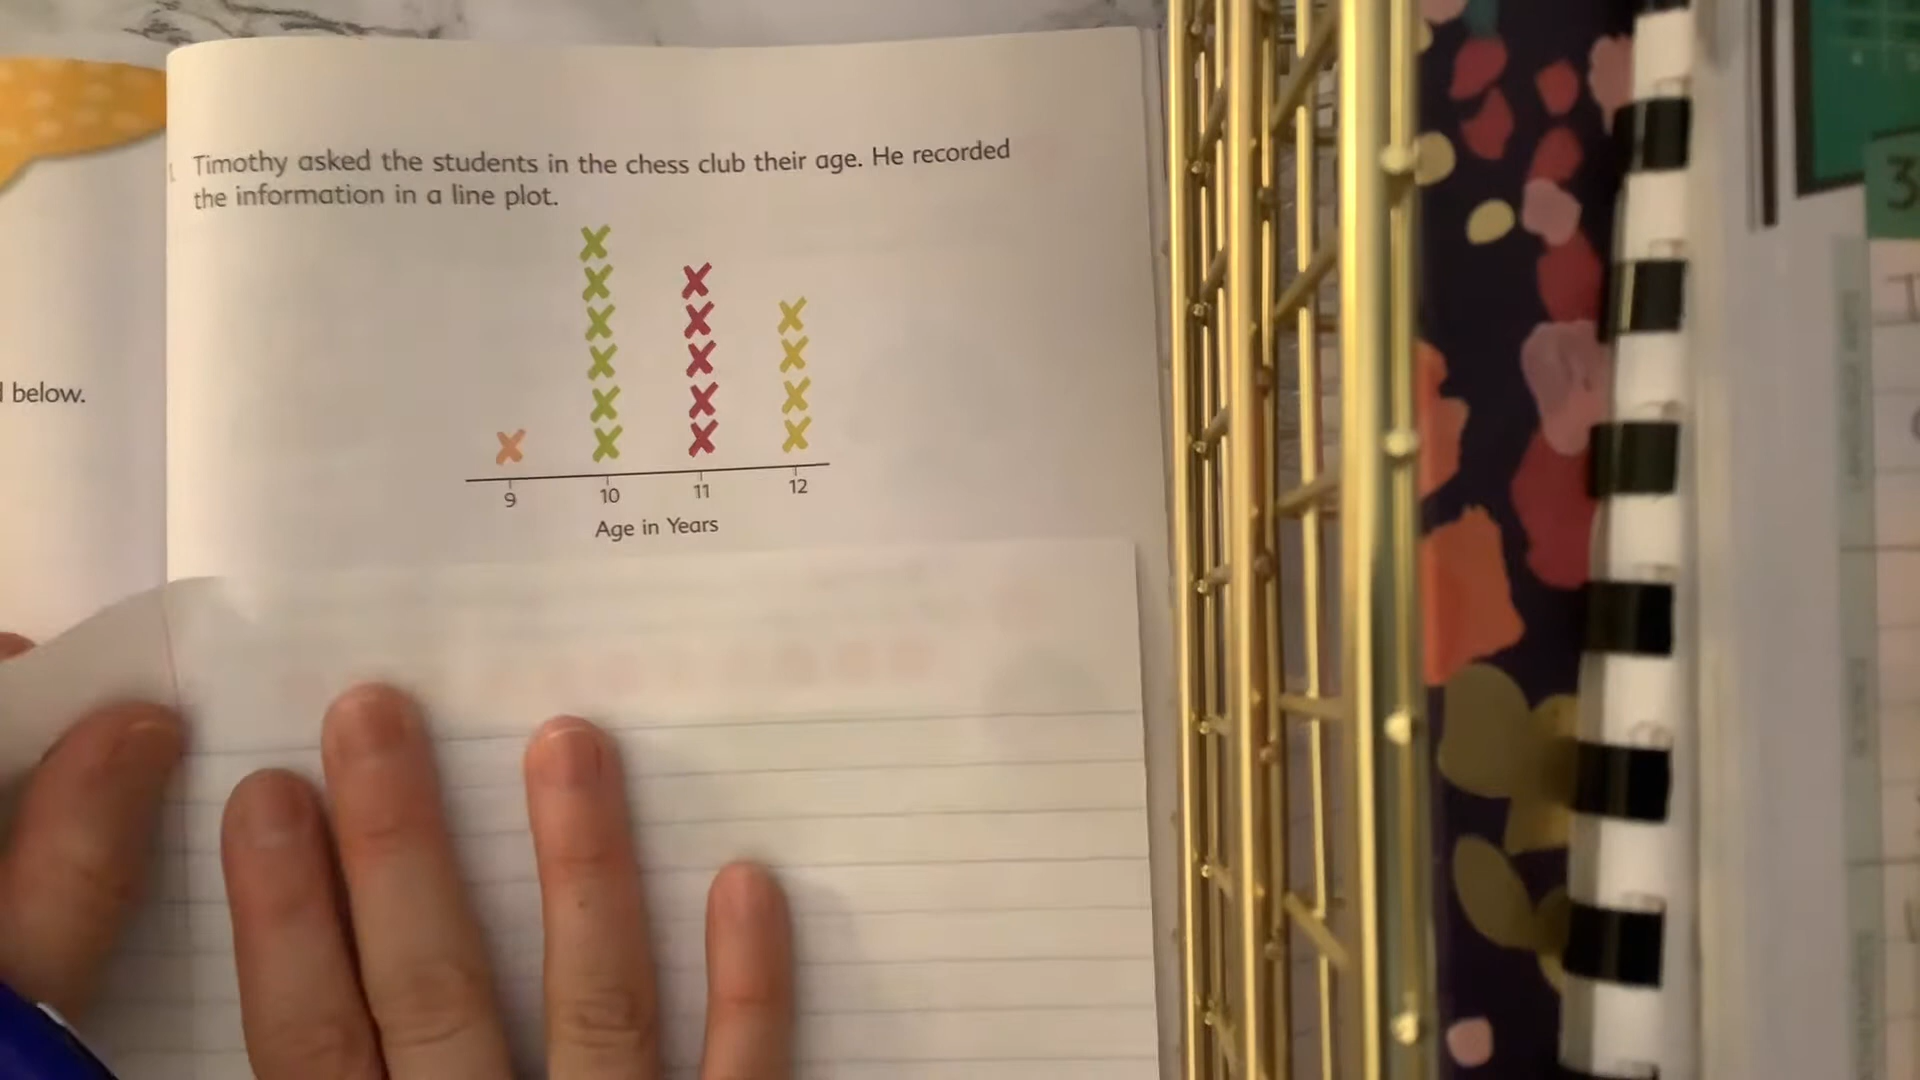 below.
Timothy asked the students in the chess club their age. He recorded
the information in a line plot.
9 10 11 12
Age in Years
3